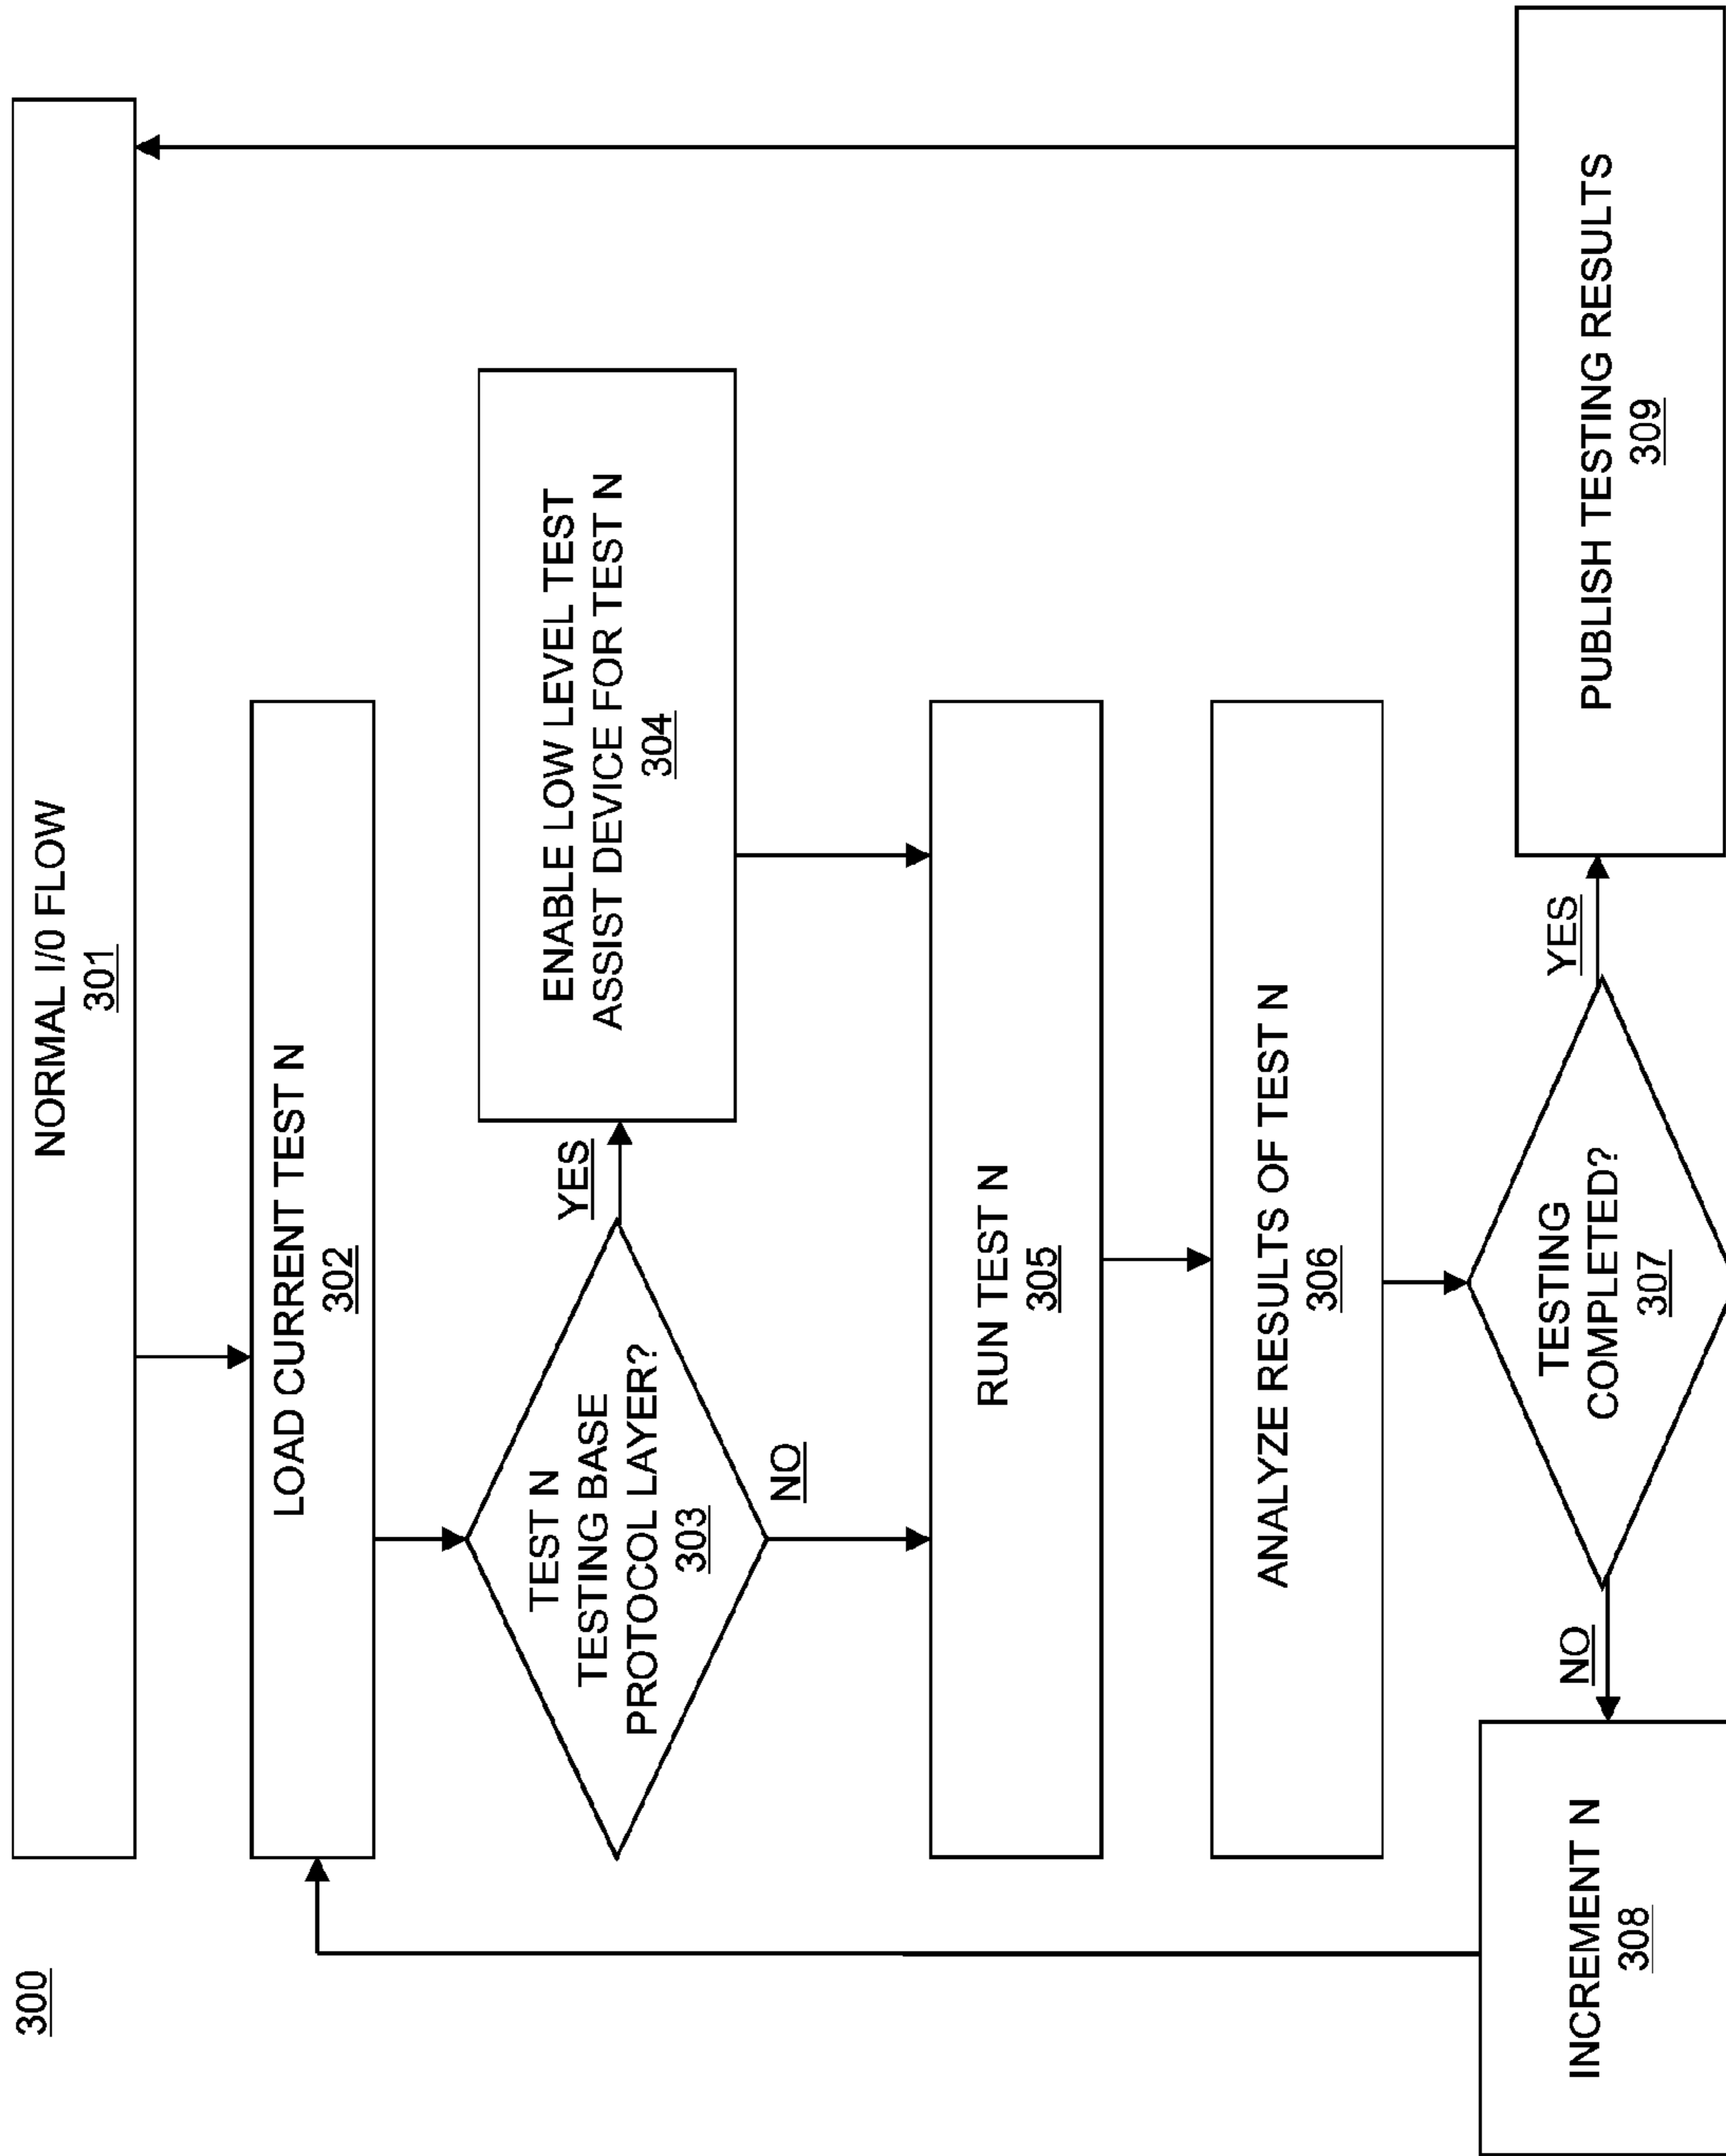 300
NORMAL I/0 FLOW
301
LOAD CURRENT TEST N
302
TEST N
TESTING BASE
PROTOCOL LAYER?
303
YES
NO
ENABLE LOW LEVEL TEST
ASSIST DEVICE FOR TEST N
304
RUN TEST N
305
ANALYZE RESULTS OF TEST N
306
TESTING
COMPLETED?
307
NO
YES
INCREMENT N
308
PUBLISH TESTING RESULTS
309